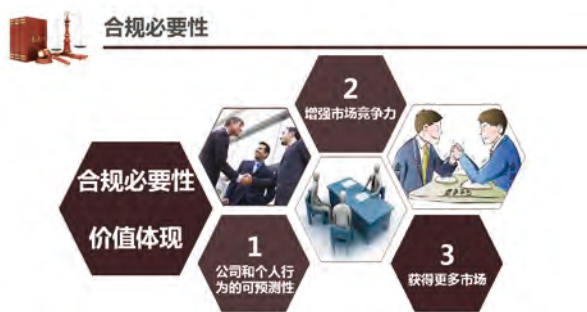 合规必要性
合规必要性
价值体现
1
公司和个人行
为的可预测性
2
增强市场竞争力
3
获得更多市场